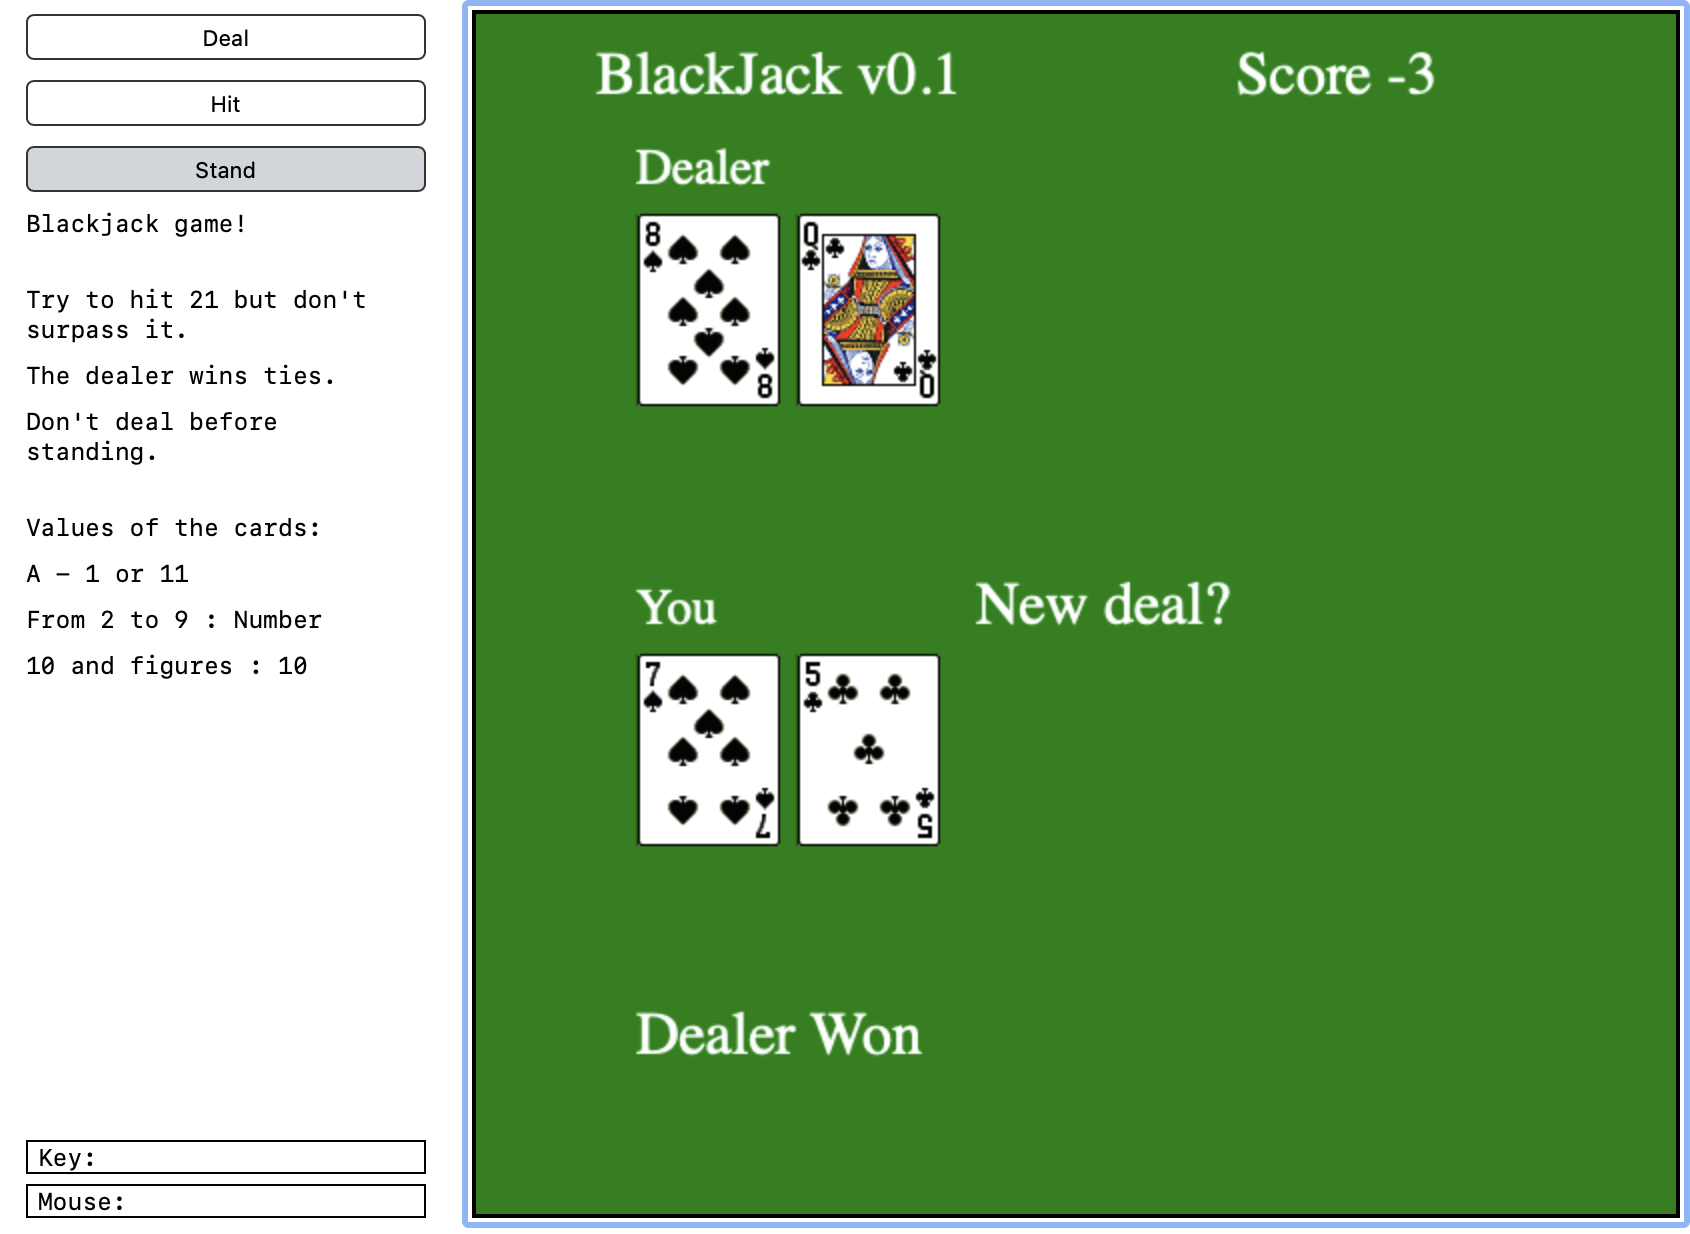 Deal
Hit
Stand
Blackjack game!
Try to hit 21 but don't
surpass it.
The dealer wins ties.
Don't deal before
standing.
Values of the cards:
A – 1 or 11
From 2 to 9 : Number
10 and figures : 10
Key:
Mouse:
BlackJack v0.1
Score -3
Dealer
8
8
Q
Q
You
New deal?
7
7
5
5
Dealer Won